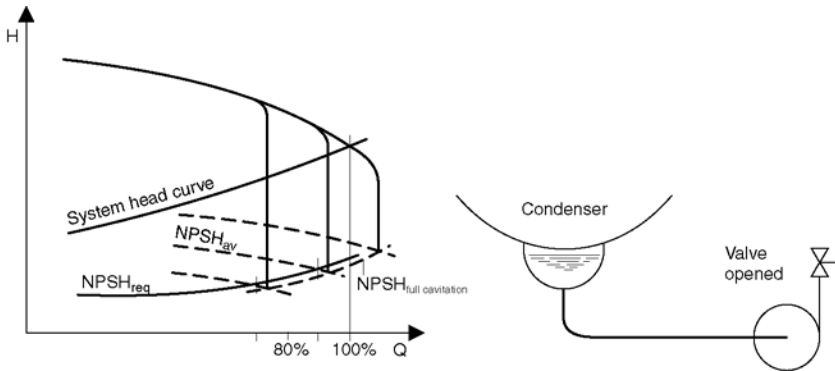 H
System head curve
NPSHav
NPSHreq
NPSHfull cavitation
80%
100%
Q
Condenser
Valve
opened